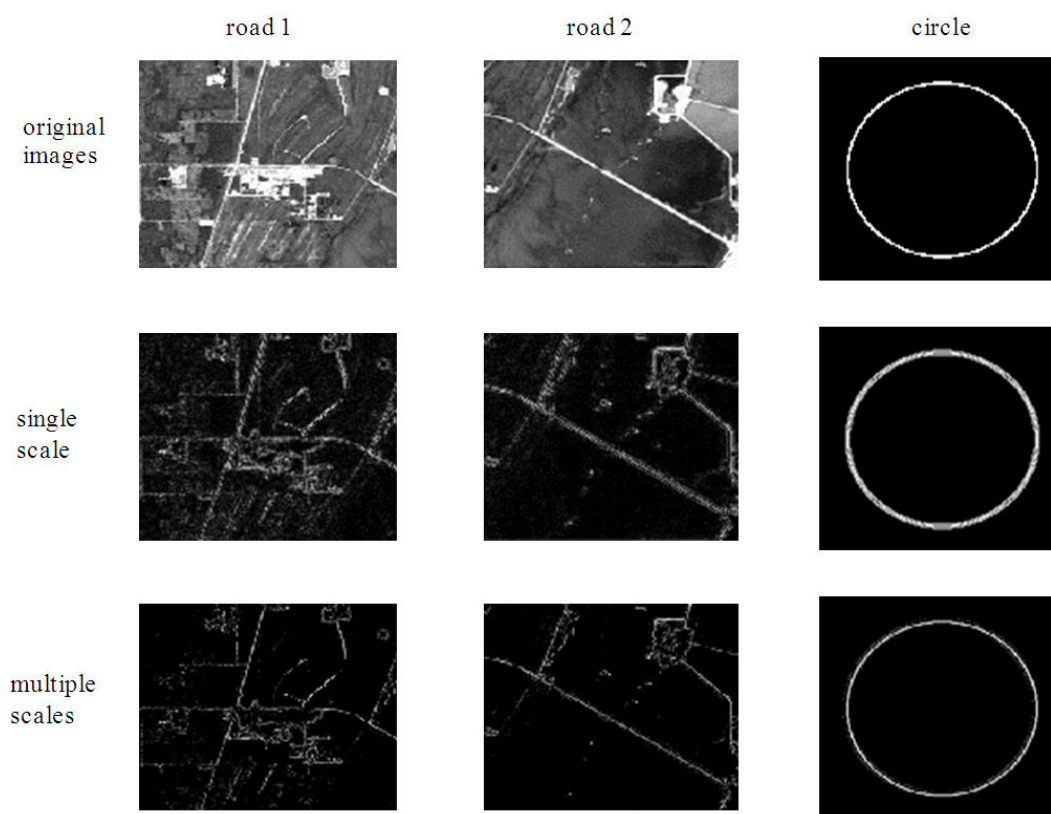 road 1
road 2
circle
original
images
single
scale
multiple
scales